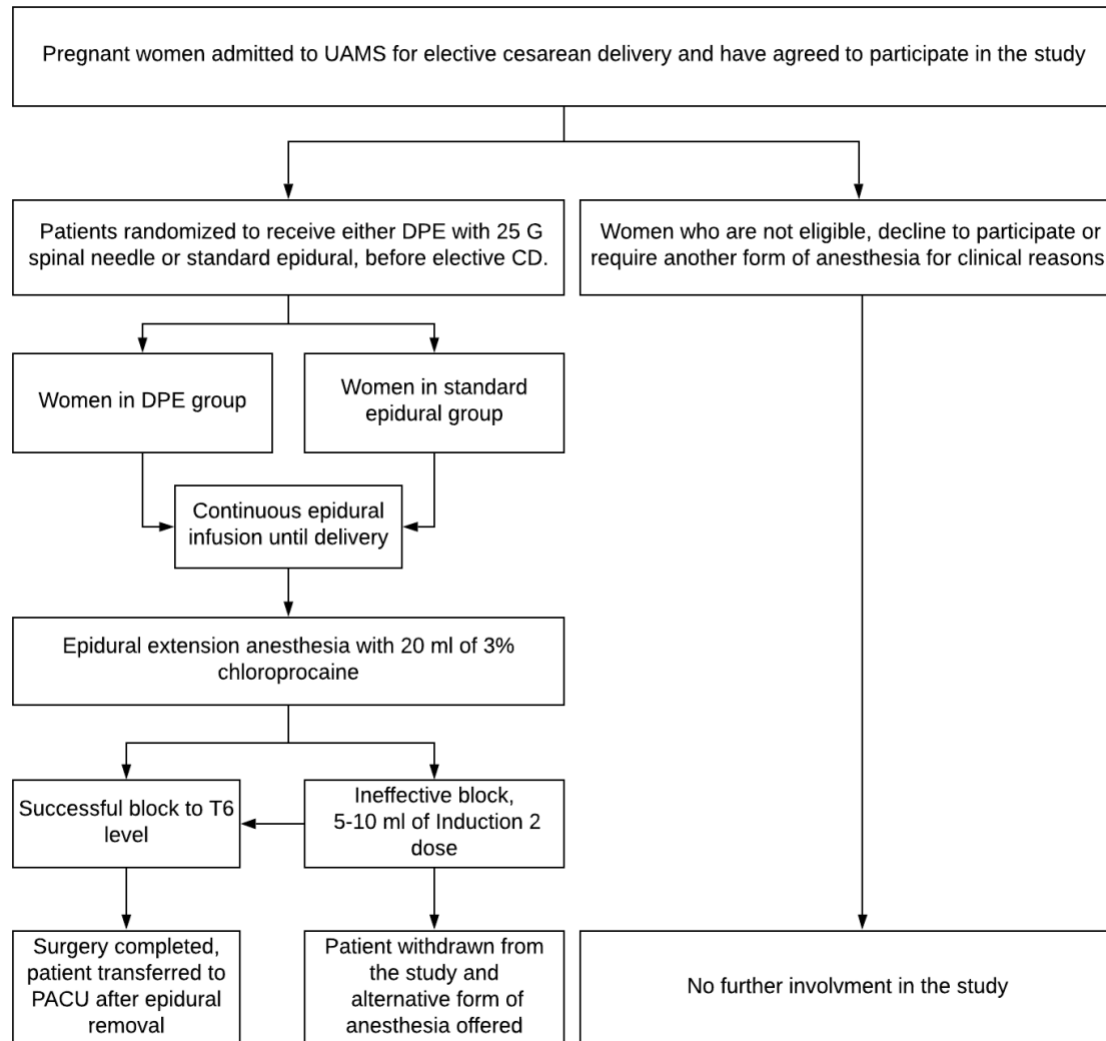 Pregnant women admitted to UAMS for elective cesarean delivery and have agreed to participate in the study
Patients randomized to receive either DPE with 25 G
spinal needle or standard epidural, before elective CD.
Women who are not eligible, decline to participate or
require another form of anesthesia for clinical reasons
Women in DPE group
Women in standard
epidural group
Continuous epidural
infusion until delivery
Epidural extension anesthesia with 20 ml of 3%
chloroprocaine
Successful block to T6
level
Ineffective block,
5-10 ml of Induction 2
dose
Surgery completed,
patient transferred to
PACU after epidural
removal
Patient withdrawn from
the study and
alternative form of
anesthesia offered
No further involvment in the study